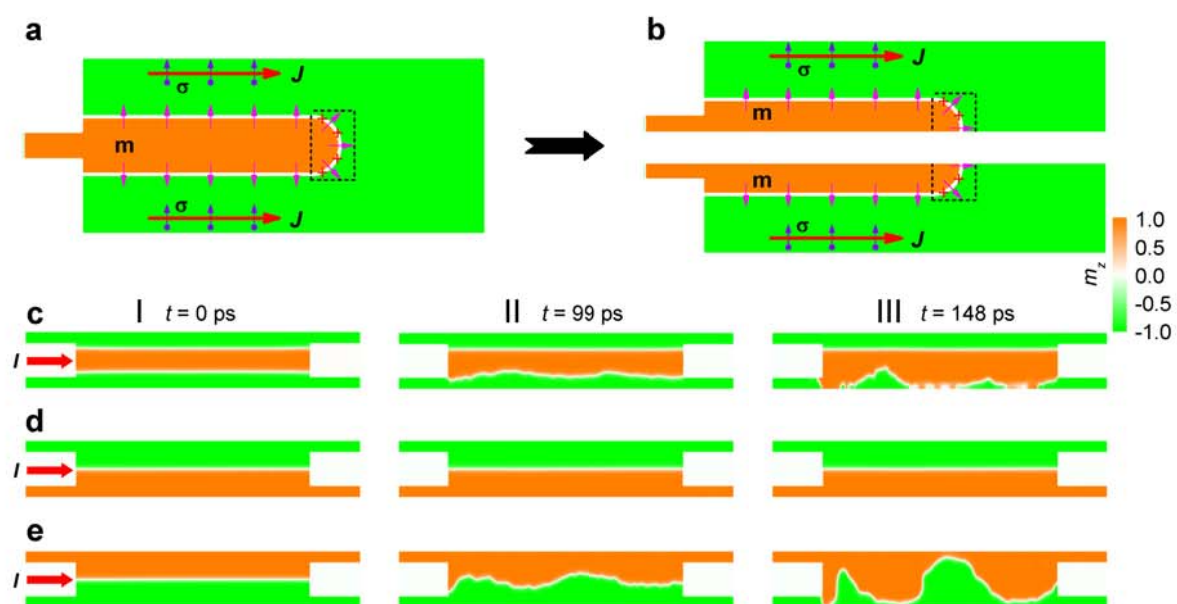 a
σ J
m
σ J
b
σ J
m
m
σ J
1.0
0.5
0.0
-0.5
-1.0
m_z
c I t = 0 ps II t = 99 ps III t = 148 ps
I
d
I
e
I